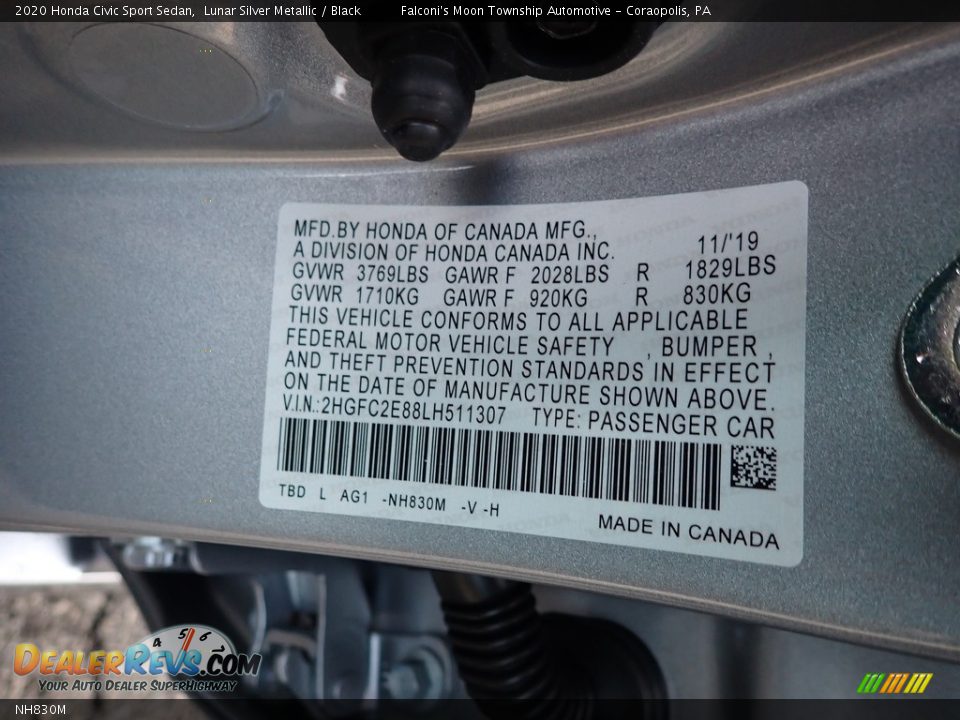 2020 Honda Civic Sport Sedan, Lunar Silver Metallic / Black Falconi's Moon Township Automotive - Coraopolis, PA
MFD.BY HONDA OF CANADA MFG.,
A DIVISION OF HONDA CANADA INC. 11/'19
GVWR 3769LBS GAWR F 2028LBS R 1829LBS
GVWR 1710KG GAWR F 920KG R 830KG
THIS VEHICLE CONFORMS TO ALL APPLICABLE
FEDERAL MOTOR VEHICLE SAFETY , BUMPER ,
AND THEFT PREVENTION STANDARDS IN EFFECT
ON THE DATE OF MANUFACTURE SHOWN ABOVE.
V.I.N.:2HGFC2E88LH511307 TYPE: PASSENGER CAR
TBD L AG1 -NH830M -V -H
MADE IN CANADA
4 5 6
DEALERREVS.COM
YOUR AUTO DEALER SUPERHIGHWAY
NH830M